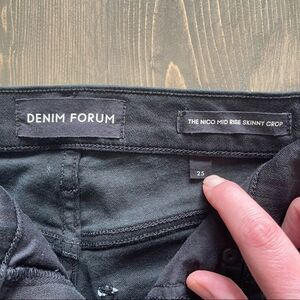 DENIM FORUM
THE NICO MID RISE SKINNY CROP
25